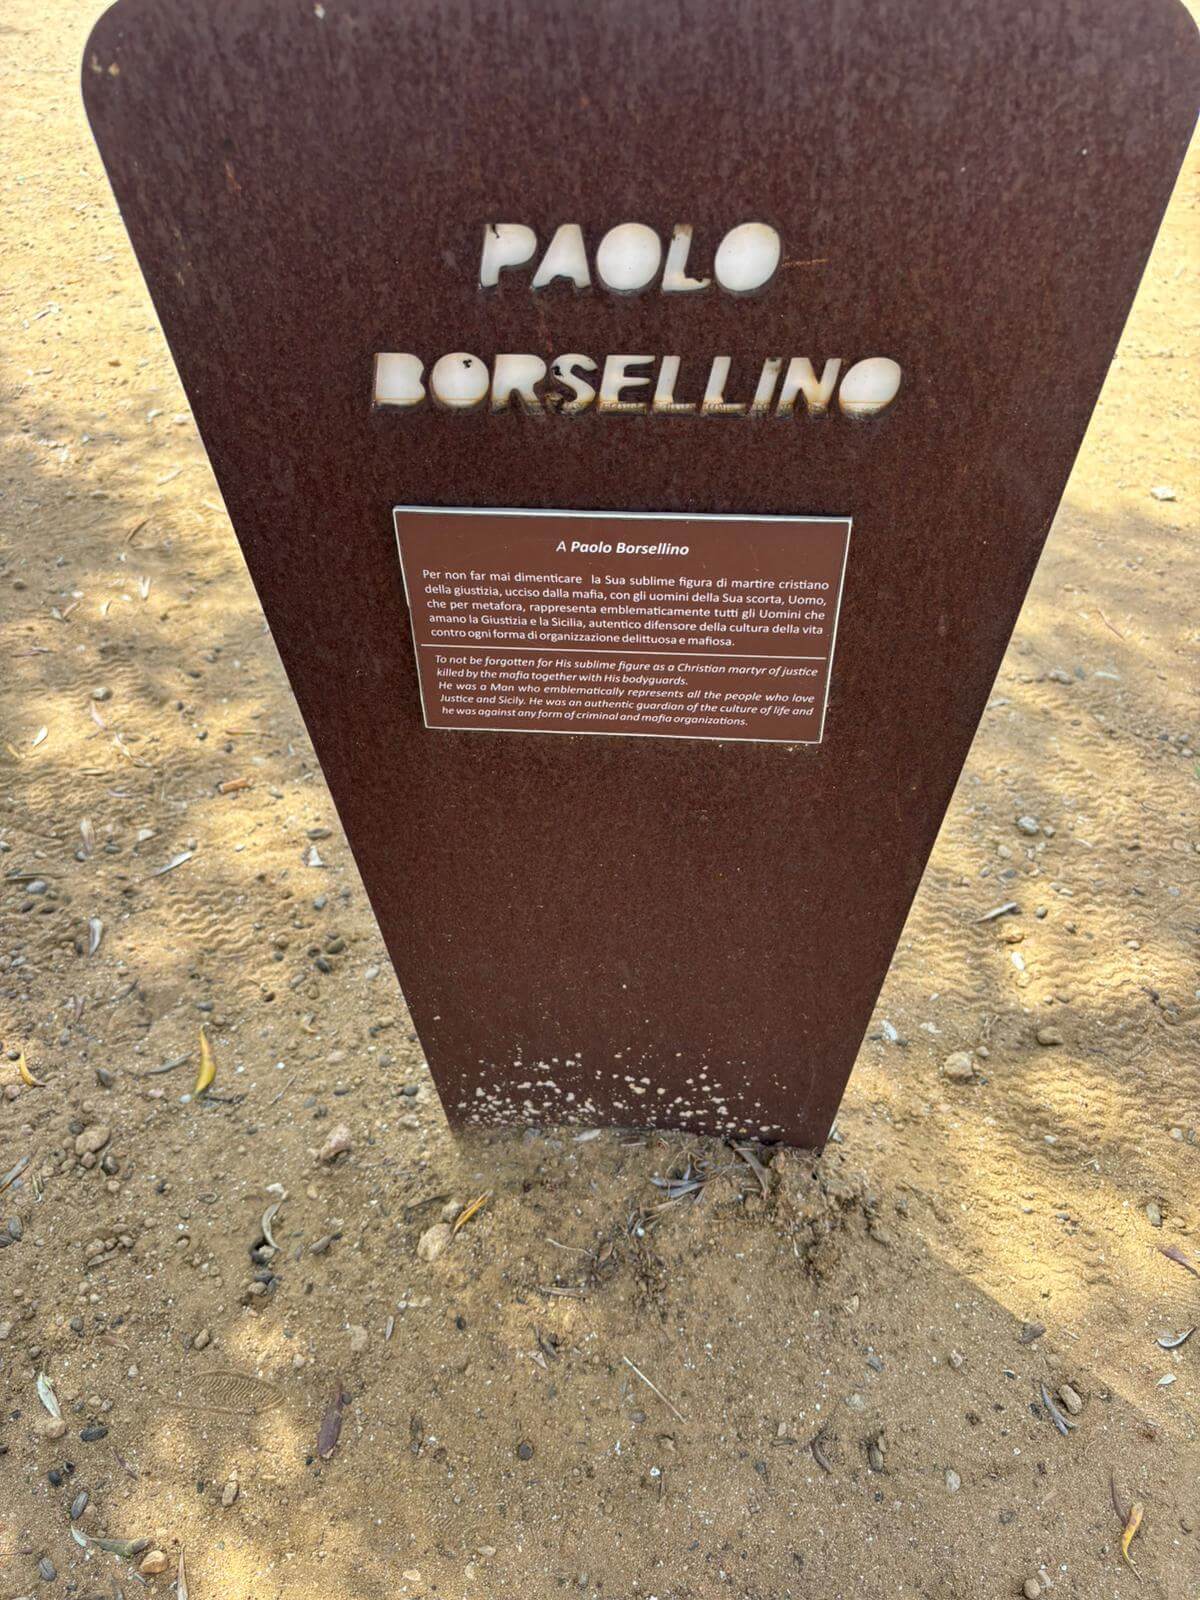 PAOLO
BORSELLINO
A Paolo Borsellino
Per non far mai dimenticare la Sua sublime figura di martire cristiano
della giustizia, ucciso dalla mafia, con gli uomini della Sua scorta, Uomo,
che per metafora, rappresenta emblematicamente tutti gli Uomini che
amano la Giustizia e la Sicilia, autentico difensore della cultura della vita
contro ogni forma di organizzazione delittuosa e mafiosa.
To not be forgotten for His sublime figure as a Christian martyr of justice
killed by the mafia together with His bodyguards.
He was a Man who emblematically represents all the people who love
Justice and Sicily. He was an authentic guardian of the culture of life and
he was against any form of criminal and mafia organizations.